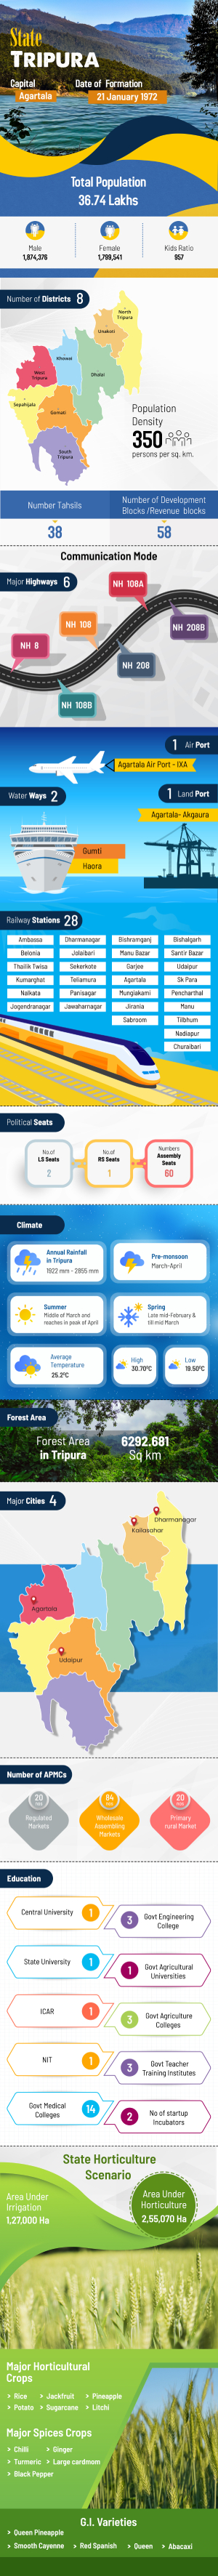 State
TRIPURA
Capital
Agartala
Date of Formation
21 January 1972
Total Population
36.74 Lakhs
Male
1,874,376
Female
1,799,541
Kids Ratio
957
Number of Districts 8
North
Tripura
Unakoti
Khowai
Dhalai
West
Tripura
Sepahijala
Gomati
South
Tripura
Population
Density
350
persons per sq. km.
Number Tahsils
38
Number of Development
Blocks /Revenue blocks
58
Communication Mode
Major Highways 6
NH 108A
NH 108
NH 208B
NH 8
NH 208
NH 108B
1 Air Port
Agartala Air Port - IXA
Water Ways 2
1 Land Port
Agartala- Akgaura
Gumti
Haora
Railway Stations 28
Ambassa
Dharmanagar
Bishramganj
Bishalgarh
Belonia
Jolaibari
Manu Bazar
Santir Bazar
Thailik Twisa
Sekerkote
Garjee
Udaipur
Kumarghat
Teliamura
Agartala
Sk Para
Nalkata
Panisagar
Mungiakami
Pencharthal
Jogendranagar
Jawaharnagar
Jirania
Manu
Sabroom
Tilbhum
Nadiapur
Churaibari
Political Seats
No.of
LS Seats
2
No.of
RS Seats
1
Numbers
Assembly
Seats
60
Climate
Annual Rainfall
in Tripura
1922 mm - 2855 mm
Pre-monsoon
March-April
Summer
Middle of March and
reaches in peak of April
Spring
Late mid-February &
till mid March
Average
Temperature
25.2°C
High
30.70°C
Low
19.50°C
Forest Area
Forest Area
in Tripura
6292.681
Sq km
Major Cities 4
Dharmanagar
Kailasahar
Agartala
Udaipur
Number of APMCs
20
Regulated
Markets
84
Wholesale
Assembling
Markets
20
Primary
rural Market
Education
Central University 1
3 Govt Engineering
College
State University 1
1 Govt Agricultural
Universities
ICAR 1
3 Govt Agriculture
Colleges
NIT 1
3 Govt Teacher
Training Institutes
Govt Medical
Colleges 14
2 No of startup
Incubators
State Horticulture
Scenario
Area Under
Irrigation
1,27,000 Ha
Area Under
Horticulture
2,55,070 Ha
Major Horticultural
Crops
> Rice > Jackfruit > Pineapple
> Potato > Sugarcane > Litchi
Major Spices Crops
> Chilli > Ginger
> Turmeric > Large cardmom
> Black Pepper
G.I. Varieties
> Queen Pineapple
> Smooth Cayenne > Red Spanish > Queen > Abacaxi